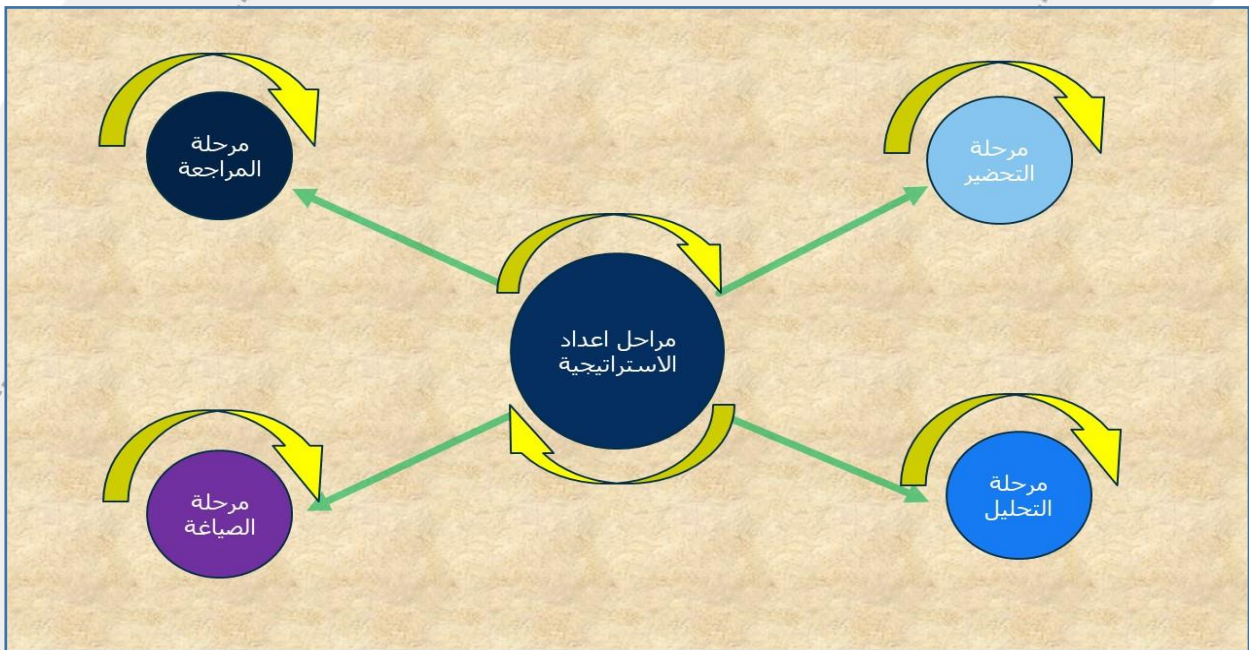 مرحلة
التحضير
مرحلة
المراجعة
مراحل اعداد
الاستراتيجية
مرحلة
التحليل
مرحلة
الصياغة